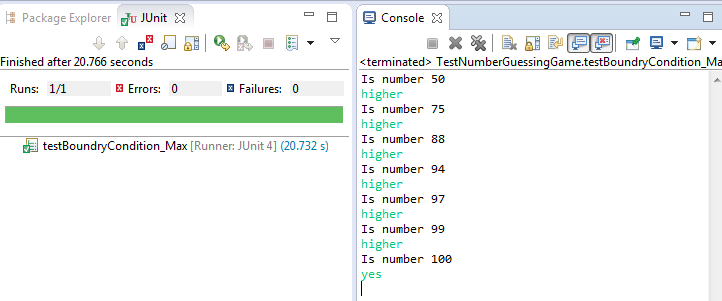 Package Explorer JUnit
Finished after 20.766 seconds
Runs: 1/1 Errors: 0 Failures: 0
testBoundryCondition_Max [Runner: JUnit 4] (20.732 s)
Console
<terminated> TestNumberGuessingGame.testBoundryCondition_Ma
Is number 50
higher
Is number 75
higher
Is number 88
higher
Is number 94
higher
Is number 97
higher
Is number 99
higher
Is number 100
yes